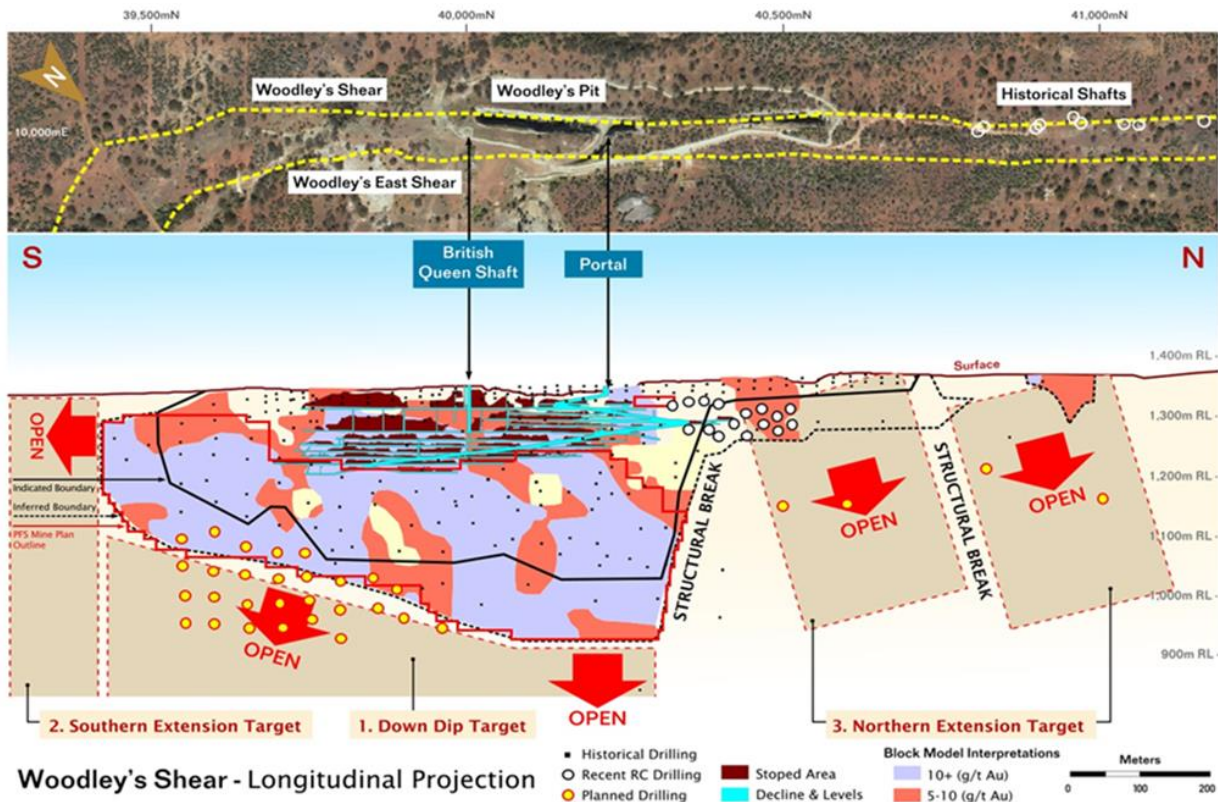 39,500mN
40,000mN
40,500mN
41,000mN
N
Woodley's Shear
Woodley's Pit
Historical Shafts
10,000mE
Woodley's East Shear
S
British
Queen Shaft
Portal
N
1,400m RL
Surface
OPEN
1,300m RL
1,200m RL
Indicated Boundary
Inferred Boundary
PFS Mine Plan
Outline
STRUCTURAL BREAK
OPEN
STRUCTURAL BREAK
OPEN
1,100m RL
1,000m RL
OPEN
900m RL
2. Southern Extension Target
1. Down Dip Target
OPEN
3. Northern Extension Target
Woodley's Shear - Longitudinal Projection
Historical Drilling
Recent RC Drilling
Planned Drilling
Stoped Area
Decline & Levels
Block Model Interpretations
10+ (g/t Au)
5-10 (g/t Au)
Meters
0 100 200